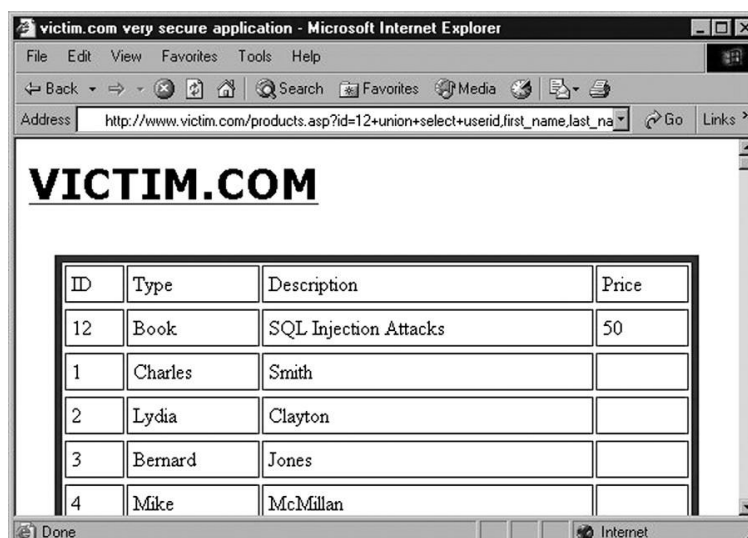 victim.com very secure application - Microsoft Internet Explorer
File Edit View Favorites Tools Help
Back Search Favorites Media
Address http://www.victim.com/products.asp?id=12+union+select+userid,first_name,last_na Go Links »
VICTIM.COM
ID Type Description Price
12 Book SQL Injection Attacks 50
1 Charles Smith
2 Lydia Clayton
3 Bernard Jones
4 Mike McMillan
Done Internet